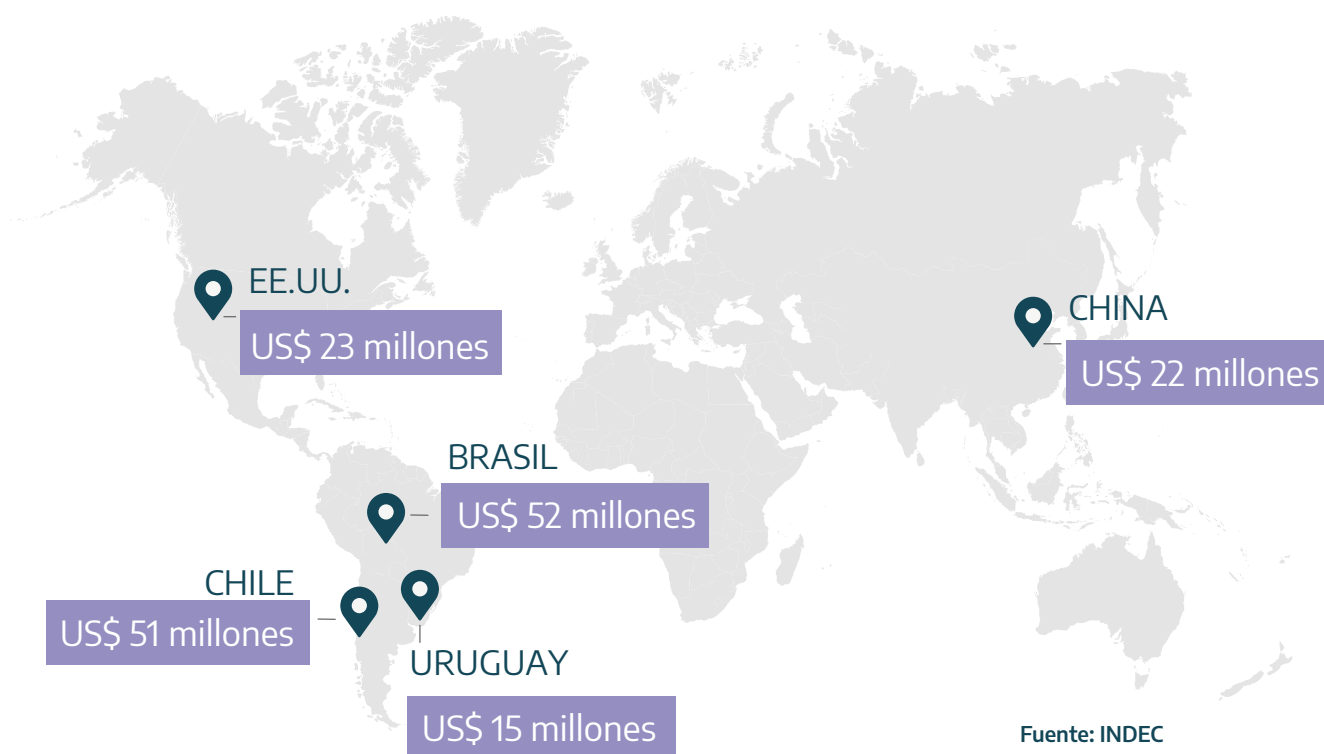 EE.UU.
US$ 23 millones
CHINA
US$ 22 millones
BRASIL
US$ 52 millones
CHILE
US$ 51 millones
URUGUAY
US$ 15 millones
Fuente: INDEC